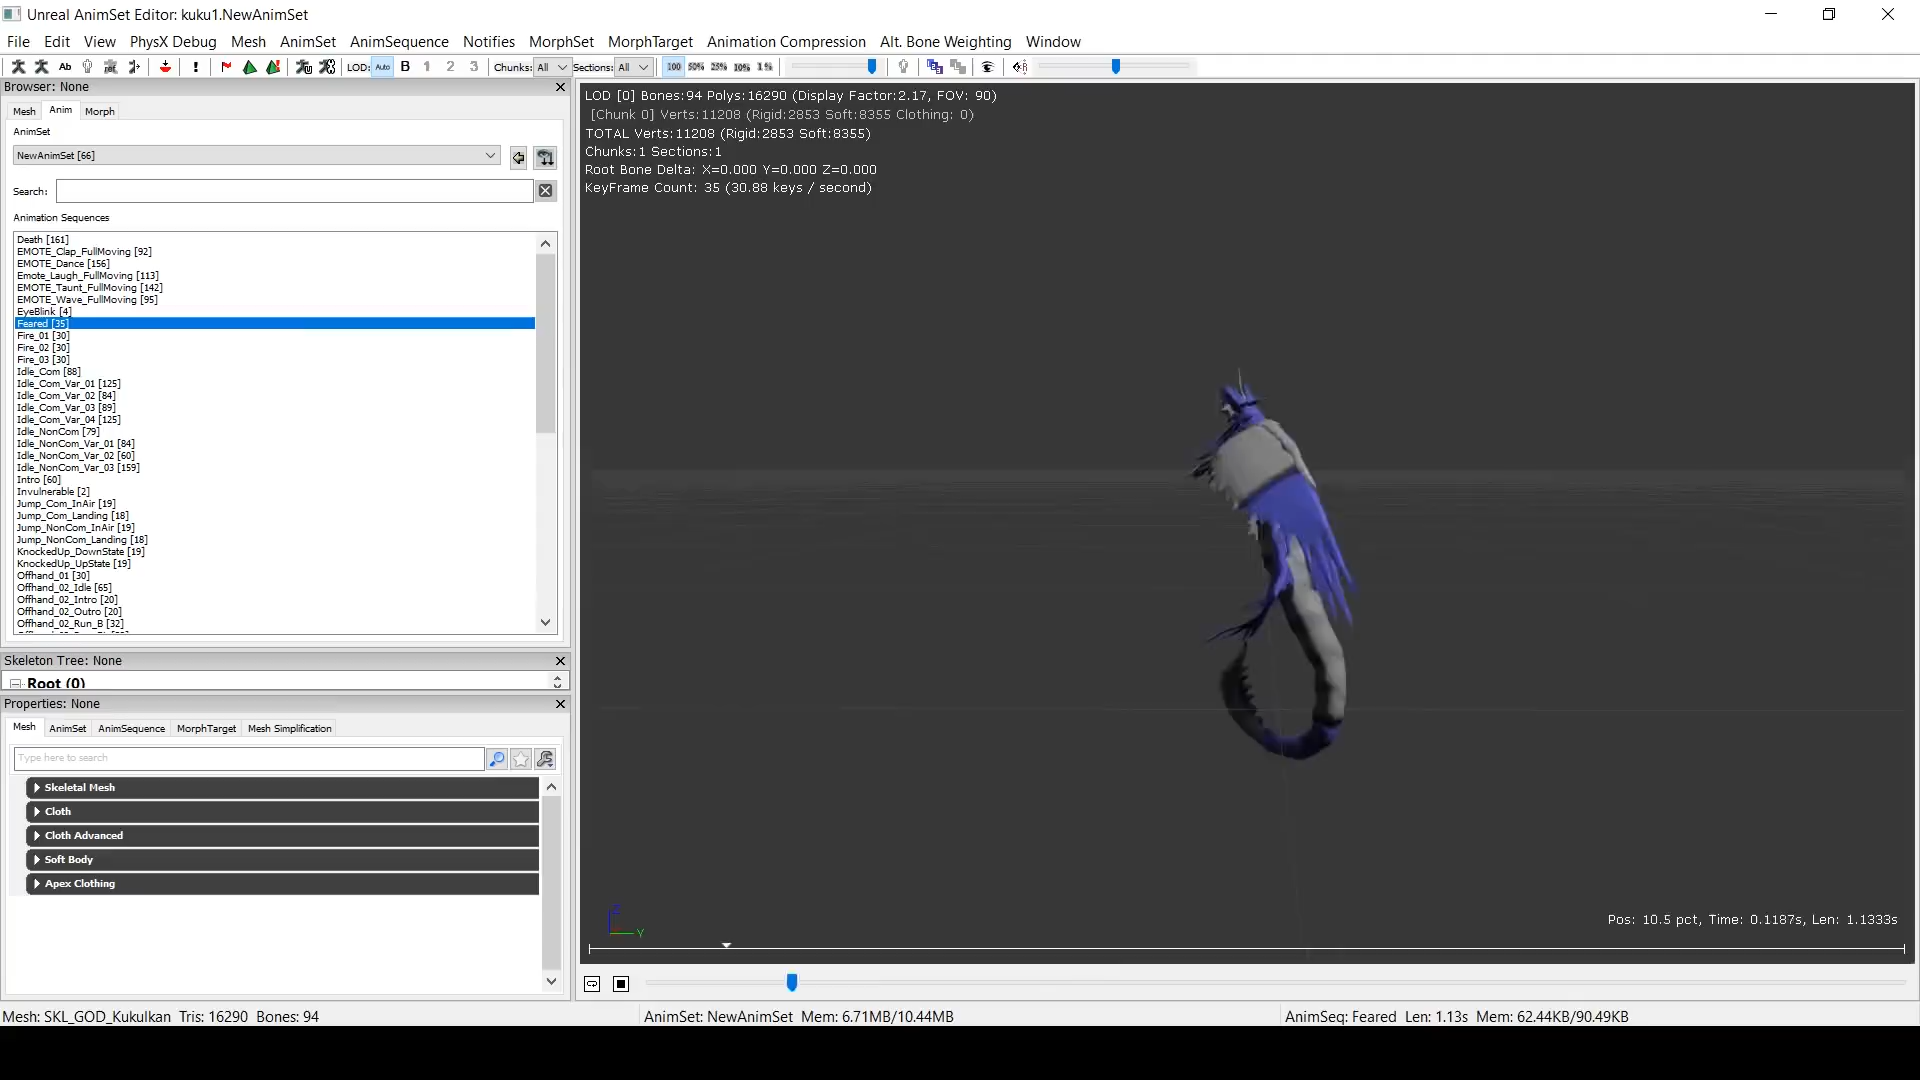 Unreal AnimSet Editor: kuku1.NewAnimSet
File Edit View PhysX Debug Mesh AnimSet AnimSequence Notifies MorphSet MorphTarget Animation Compression Alt. Bone Weighting Window
Ab LOD: Auto B 1 2 3 Chunks: All Sections: All 100 50% 25% 10% 1 %
Browser: None
Mesh Anim Morph
AnimSet
NewAnimSet [66]
Search:
Animation Sequences
Death [161]
EMOTE_Clap_FullMoving [92]
EMOTE_Dance [156]
Emote_Laugh_FullMoving [113]
EMOTE_Taunt_FullMoving [142]
EMOTE_Wave_FullMoving [95]
EyeBlink [4]
Feared [35]
Fire_01 [30]
Fire_02 [30]
Fire_03 [30]
Idle_Com [88]
Idle_Com_Var_01 [125]
Idle_Com_Var_02 [84]
Idle_Com_Var_03 [89]
Idle_Com_Var_04 [125]
Idle_NonCom [79]
Idle_NonCom_Var_01 [84]
Idle_NonCom_Var_02 [60]
Idle_NonCom_Var_03 [159]
Intro [60]
Invulnerable [2]
Jump_Com_InAir [19]
Jump_Com_Landing [18]
Jump_NonCom_InAir [19]
Jump_NonCom_Landing [18]
KnockedUp_DownState [19]
KnockedUp_UpState [19]
Offhand_01 [30]
Offhand_02_Idle [65]
Offhand_02_Intro [20]
Offhand_02_Outro [20]
Offhand_02_Run_B [32]
Skeleton Tree: None
Root (0)
Properties: None
Mesh AnimSet AnimSequence MorphTarget Mesh Simplification
Type here to search
Skeletal Mesh
Cloth
Cloth Advanced
Soft Body
Apex Clothing
LOD [0] Bones:94 Polys:16290 (Display Factor:2.17, FOV: 90)
[Chunk 0] Verts:11208 (Rigid:2853 Soft:8355 Clothing: 0)
TOTAL Verts:11208 (Rigid:2853 Soft:8355)
Chunks:1 Sections:1
Root Bone Delta: X=0.000 Y=0.000 Z=0.000
KeyFrame Count: 35 (30.88 keys / second)
Z
Y
Pos: 10.5 pct, Time: 0.1187s, Len: 1.1333s
Mesh: SKL_GOD_Kukulkan Tris: 16290 Bones: 94
AnimSet: NewAnimSet Mem: 6.71MB/10.44MB
AnimSeq: Feared Len: 1.13s Mem: 62.44KB/90.49KB